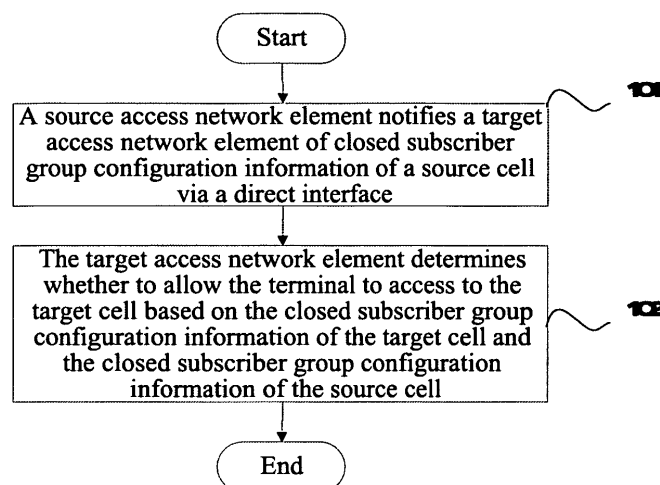 Start
A source access network element notifies a target
access network element of closed subscriber
group configuration information of a source cell
via a direct interface
The target access network element determines
whether to allow the terminal to access to the
target cell based on the closed subscriber group
configuration information of the target cell and
the closed subscriber group configuration
information of the source cell
End